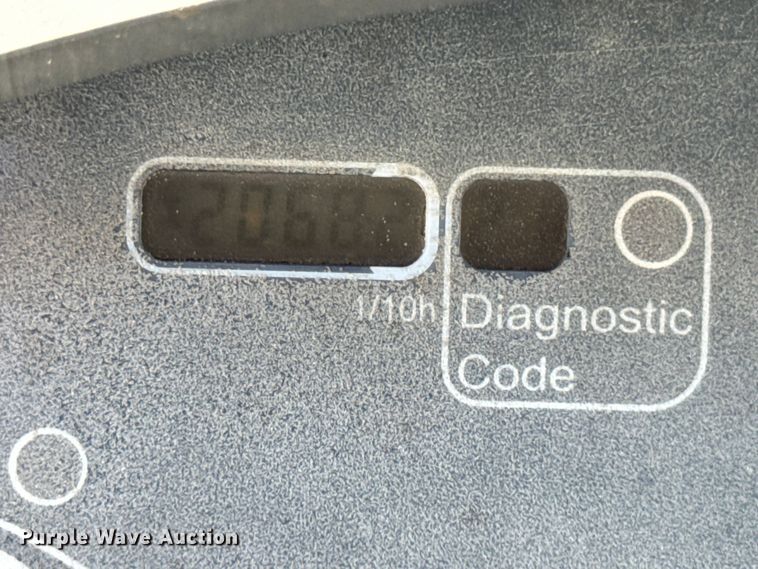 1/10h
Diagnostic
Code
Purple Wave Auction